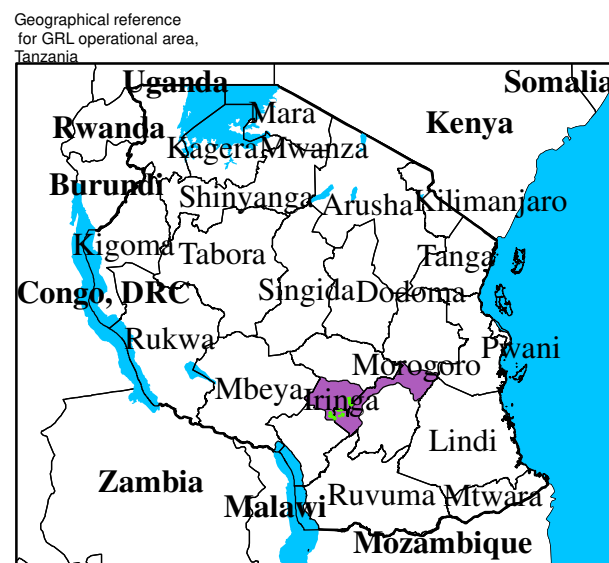 Geographical reference
for GRL operational area,
Tanzania
Uganda
Somalia
Mara
Rwanda
Kenya
Kagera
Mwanza
Burundi
Shinyanga
Arusha
Kilimanjaro
Kigoma
Tabora
Tanga
Congo, DRC
Singida
Dodoma
Rukwa
Pwani
Morogoro
Mbeya
Iringa
Lindi
Zambia
Malawi
Ruvuma
Mtwara
Mozambique